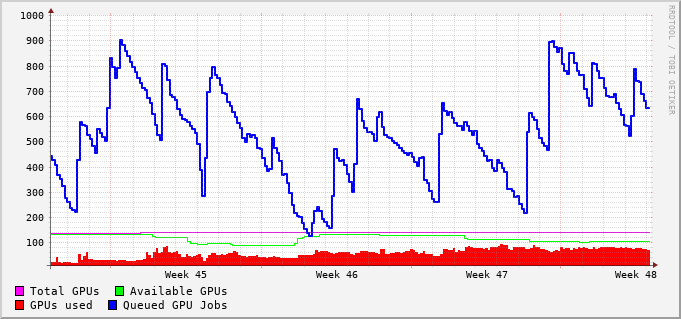 1000
900
800
700
600
500
400
300
200
100
Week 45 Week 46 Week 47 Week 48
Total GPUs Available GPUs
GPUs used Queued GPU Jobs
RRDTOOL / TOBI OETIKER